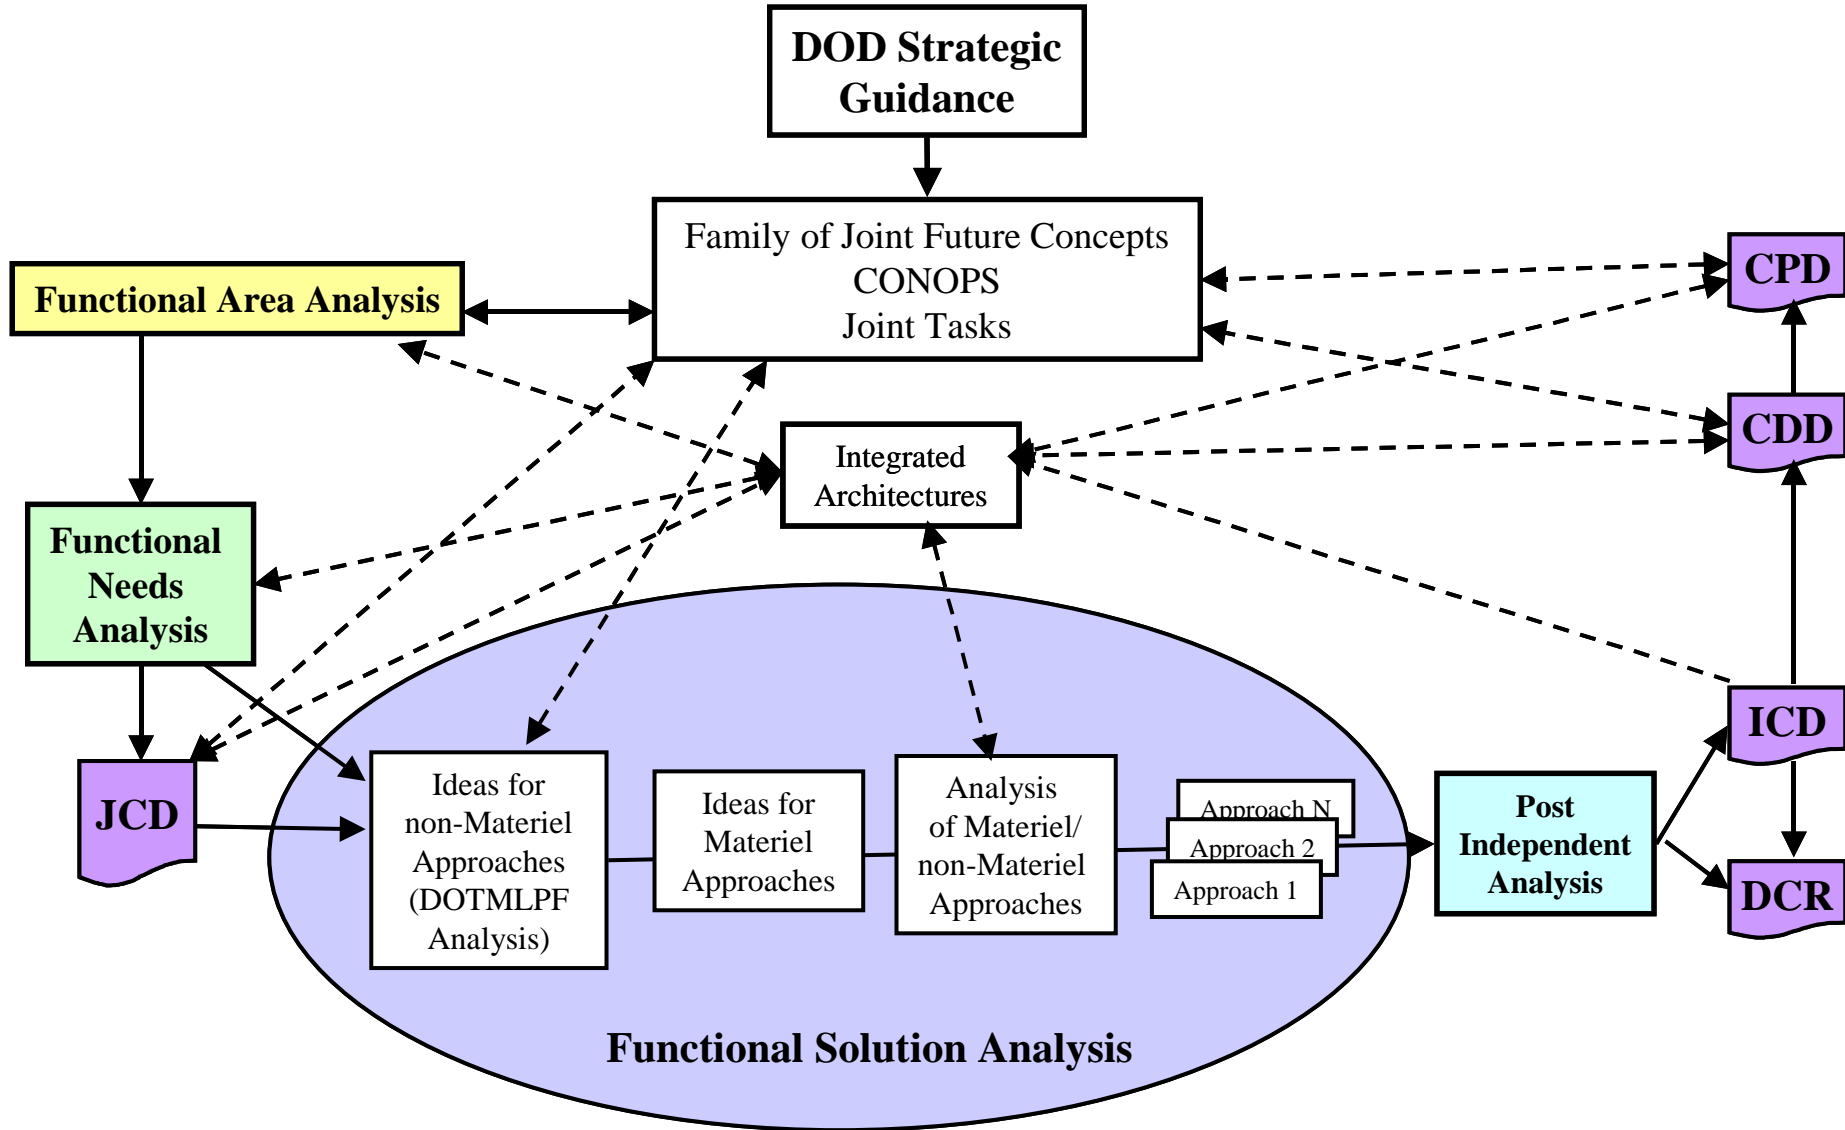 DOD Strategic
Guidance
Family of Joint Future Concepts
CONOPS
Joint Tasks
Functional Area Analysis
CPD
CDD
Integrated
Architectures
Functional
Needs
Analysis
ICD
JCD
Ideas for
non-Materiel
Approaches
(DOTMLPF
Analysis)
Ideas for
Materiel
Approaches
Analysis
of Materiel/
non-Materiel
Approaches
Approach N
Approach 2
Approach 1
Post
Independent
Analysis
DCR
Functional Solution Analysis